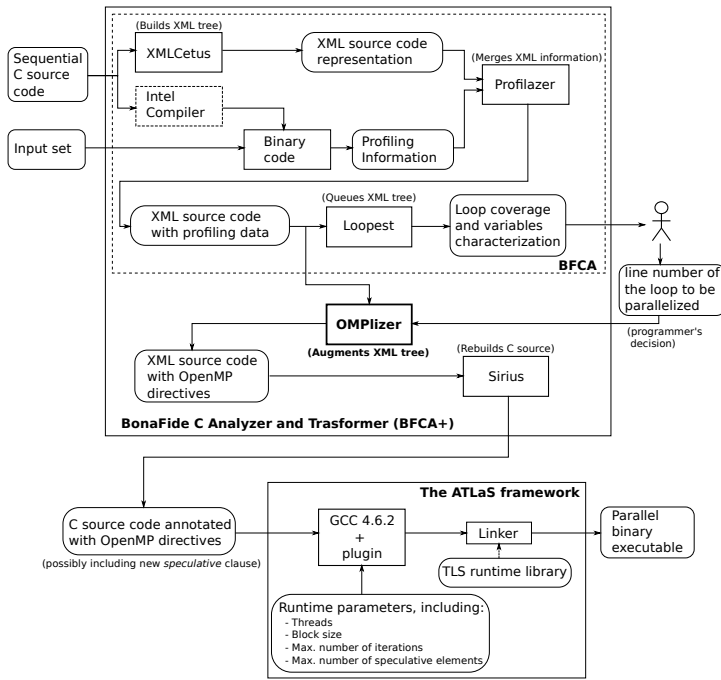 (Builds XML tree)
Sequential
C source
code
XMLCetus
XML source code
representation
(Merges XML information)
Profilazer
Intel
Compiler
Input set
Binary
code
Profiling
Information
(Queues XML tree)
XML source code
with profiling data
Loopest
Loop coverage
and variables
characterization
BFCA
line number of
the loop to be
parallelized
(programmer's
decision)
OMPlizer
(Augments XML tree)
XML source code
with OpenMP
directives
(Rebuilds C source)
Sirius
BonaFide C Analyzer and Trasformer (BFCA+)
The ATLaS framework
C source code annotated
with OpenMP directives
(possibly including new speculative clause)
GCC 4.6.2
+
plugin
Linker
TLS runtime library
Parallel
binary
executable
Runtime parameters, including:
- Threads
- Block size
- Max. number of iterations
- Max. number of speculative elements